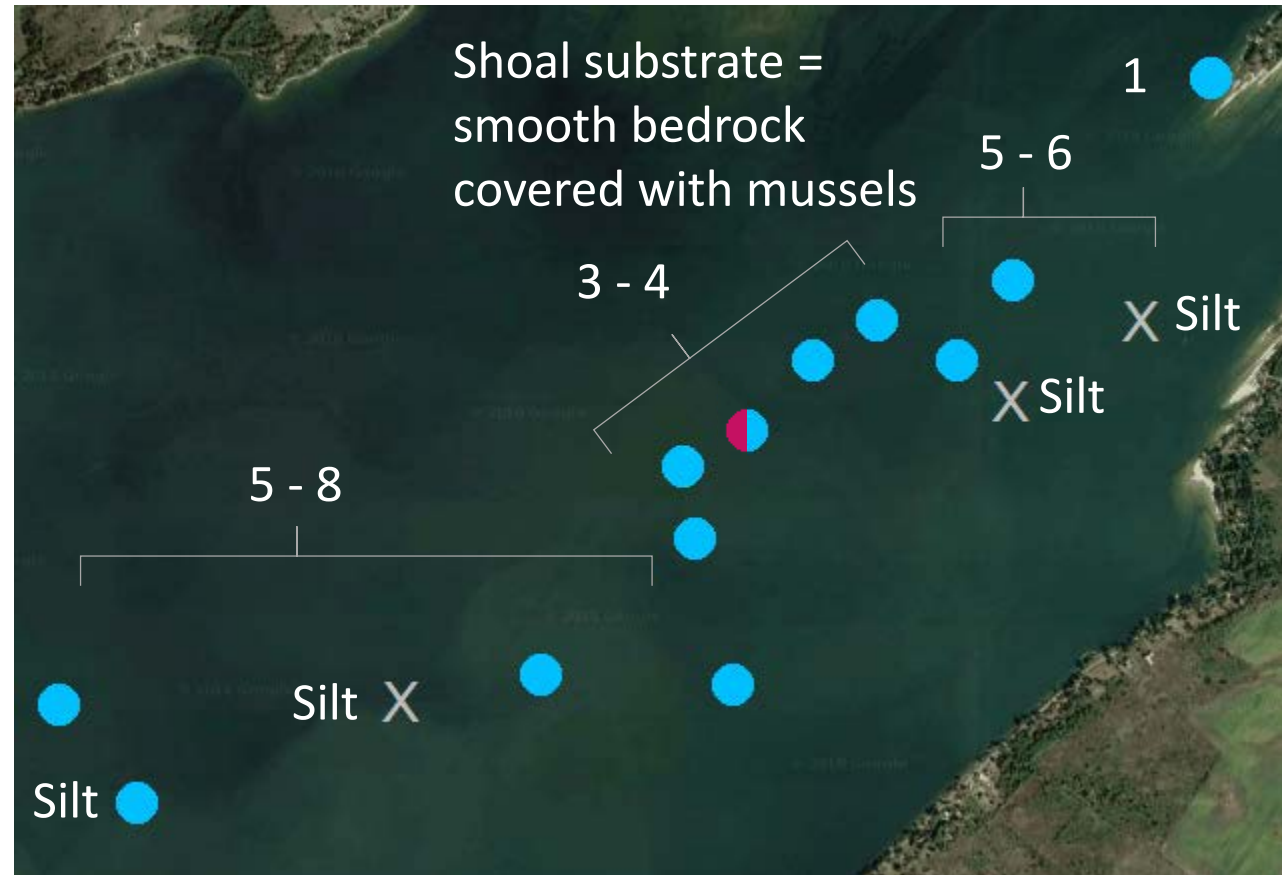 Shoal substrate =
smooth bedrock
covered with mussels
1
5 - 6
3 - 4
X Silt
X Silt
5 - 8
Silt X
Silt